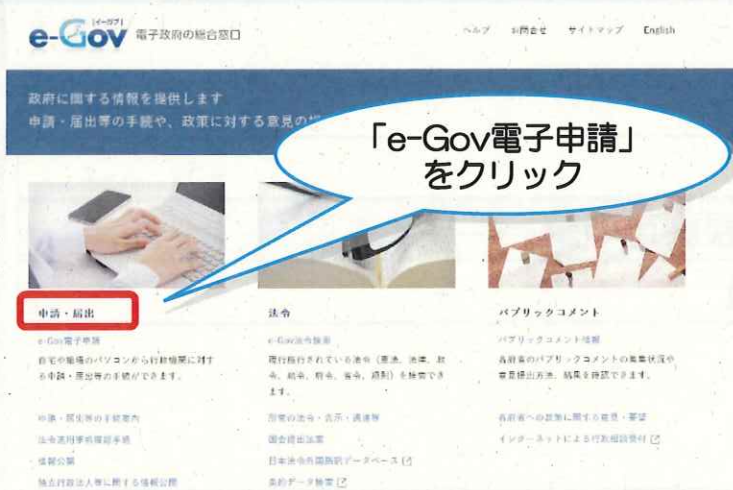 [イーガブ]
e-Gov 電子政府の総合窓口
ヘルプ お問合せ サイトマップ English
政府に関する情報を提供します
申請・届出等の手続や、政策に対する意見の
「e-Gov電子申請」
をクリック
申請・届出
e-Gov電子申請
自宅や職場のパソコンから行政機関に対す
る申請・届出等の手続ができます。
申請・届出等の手続案内
法令適用事前確認手続
情報公開
独立行政法人等に関する情報公開
法令
e-Gov法令検索
現行施行されている法令（憲法、法律、政
令、勅令、府令、省令、規則）を検索でき
ます。
所管の法令・告示・通達等
国会提出法案
日本法令外国語訳データベース
条約データ検索
パブリックコメント
パブリックコメント情報
各府省のパブリックコメントの募集状況や
意見提出方法、結果を確認できます。
各府省への政策に関する意見・要望
インターネットによる行政相談受付